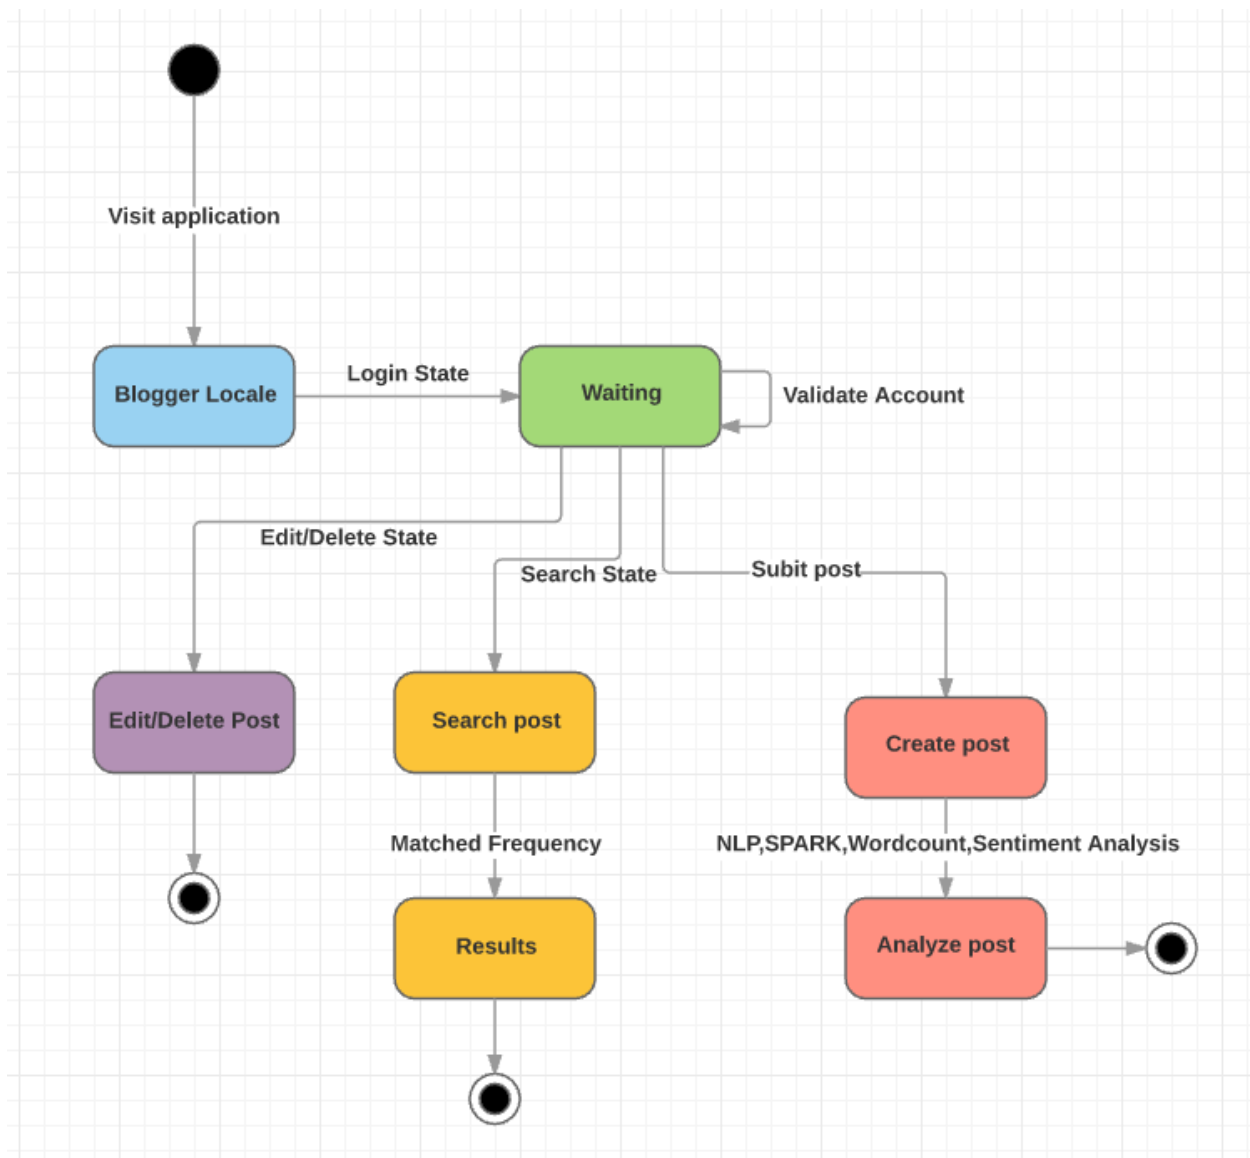 Visit application
Blogger Locale
Login State
Waiting
Validate Account
Edit/Delete State
Search State
Subit post
Edit/Delete Post
Search post
Create post
Matched Frequency
NLP,SPARK,Wordcount,Sentiment Analysis
Results
Analyze post